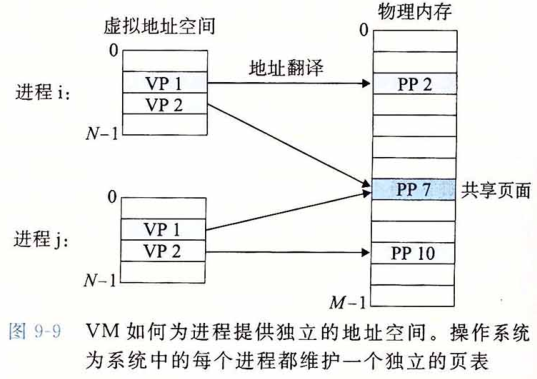 虚拟地址空间
物理内存
0
0
地址翻译
进程i:
VP 1
PP 2
VP 2
N-1
PP 7
共享页面
0
进程j:
VP 1
VP 2
PP 10
N-1
M-1
图 9-9 VM 如何为进程提供独立的地址空间。操作系统
为系统中的每个进程都维护一个独立的页表